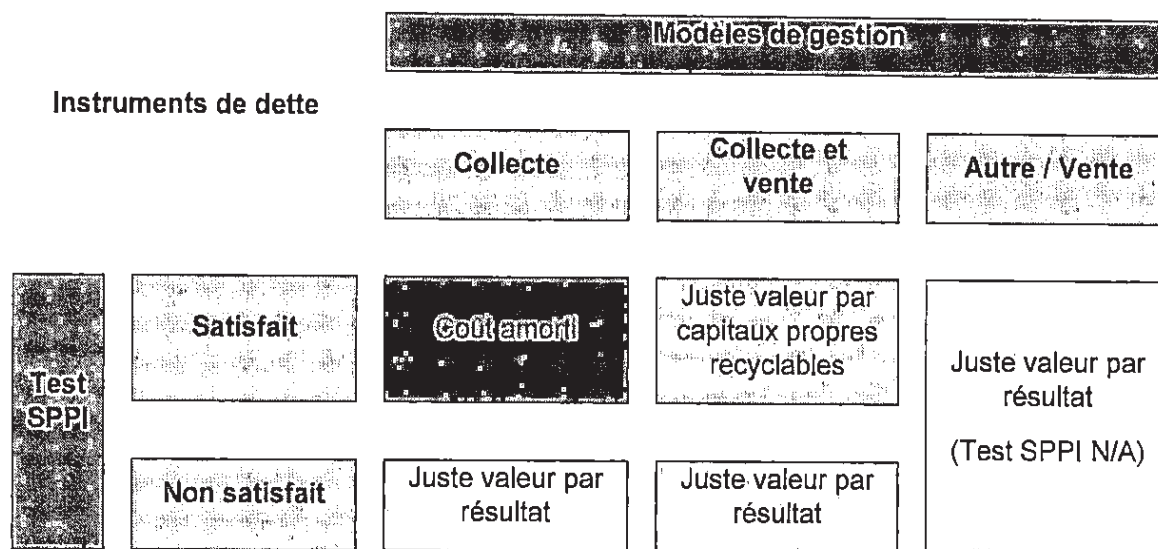 Modèles de gestion
Instruments de dette
Collecte
Collecte et
vente
Autre / Vente
Test
SPPI
Satisfait
Coût amorti
Juste valeur par
capitaux propres
recyclables
Juste valeur par
résultat
(Test SPPI N/A)
Non satisfait
Juste valeur par
résultat
Juste valeur par
résultat